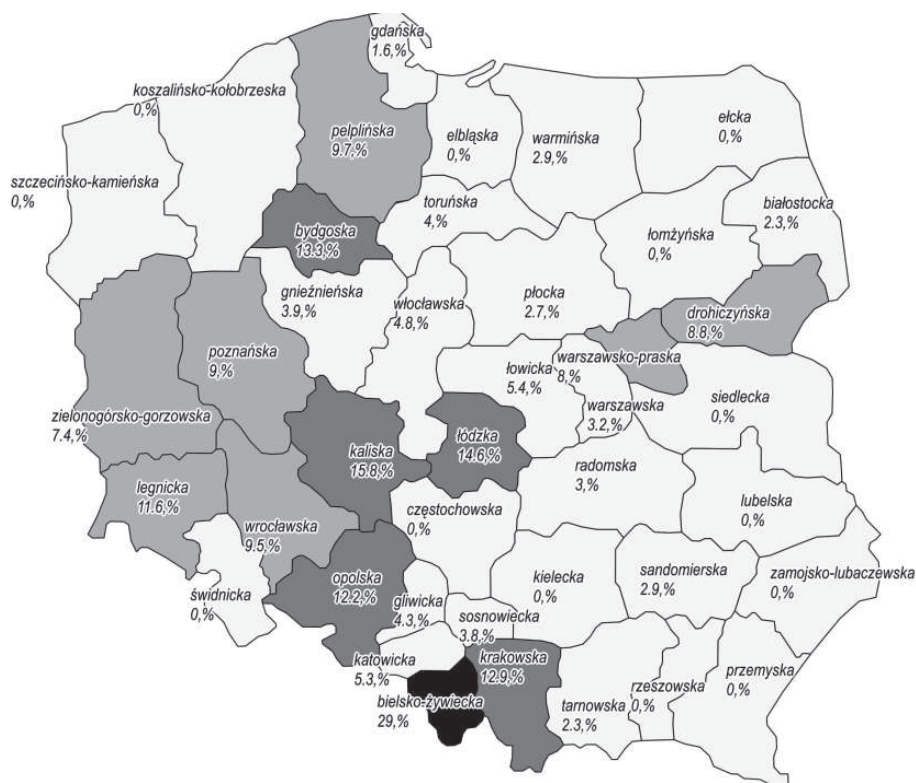 gdańska
1.6,%
koszalińsko-kołobrzeska
0,%
pelplińska
9.7,%
elbląska
0,%
warmińska
2.9,%
ełcka
0,%
szczecińsko-kamieńska
0,%
bydgoska
13.3,%
toruńska
4,%
łomżyńska
0,%
białostocka
2.3,%
gnieźnieńska
3.9,%
włocławska
4.8,%
płocka
2.7,%
drohiczyńska
8.8,%
poznańska
9,%
łowicka
5.4,%
warszawsko-praska
8,%
warszawska
3.2,%
siedlecka
0,%
zielonogórsko-gorzowska
7.4,%
kaliska
15.8,%
łódzka
14.6,%
radomska
3,%
legnicka
11.6,%
wrocławska
9.5,%
częstochowska
0,%
lubelska
0,%
świdnicka
0,%
opolska
12.2,%
gliwicka
4.3,%
sosnowiecka
3.8,%
kielecka
0,%
sandomierska
2.9,%
zamojsko-lubaczewska
0,%
katowicka
5.3,%
krakowska
12.9,%
bielsko-żywiecka
29,%
tarnowska
2.3,%
rzeszowska
0,%
przemyska
0,%